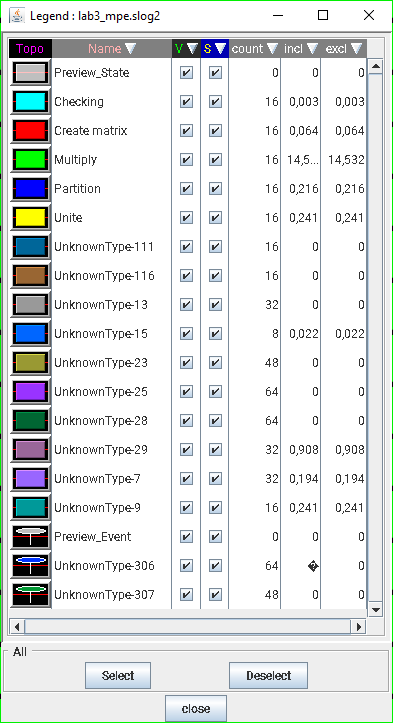 Legend : lab3_mpe.slog2
Topo Name V S count incl excl
Preview_State 0 0 0
Checking 16 0,003 0,003
Create matrix 16 0,064 0,064
Multiply 16 14,5... 14,532
Partition 16 0,216 0,216
Unite 16 0,241 0,241
UnknownType-111 16 0 0
UnknownType-116 16 0 0
UnknownType-13 32 0 0
UnknownType-15 8 0,022 0,022
UnknownType-23 48 0 0
UnknownType-25 64 0 0
UnknownType-28 64 0 0
UnknownType-29 32 0,908 0,908
UnknownType-7 32 0,194 0,194
UnknownType-9 16 0,241 0,241
Preview_Event 0 0 0
UnknownType-306 64 � 0
UnknownType-307 48 0 0
All
Select Deselect
close